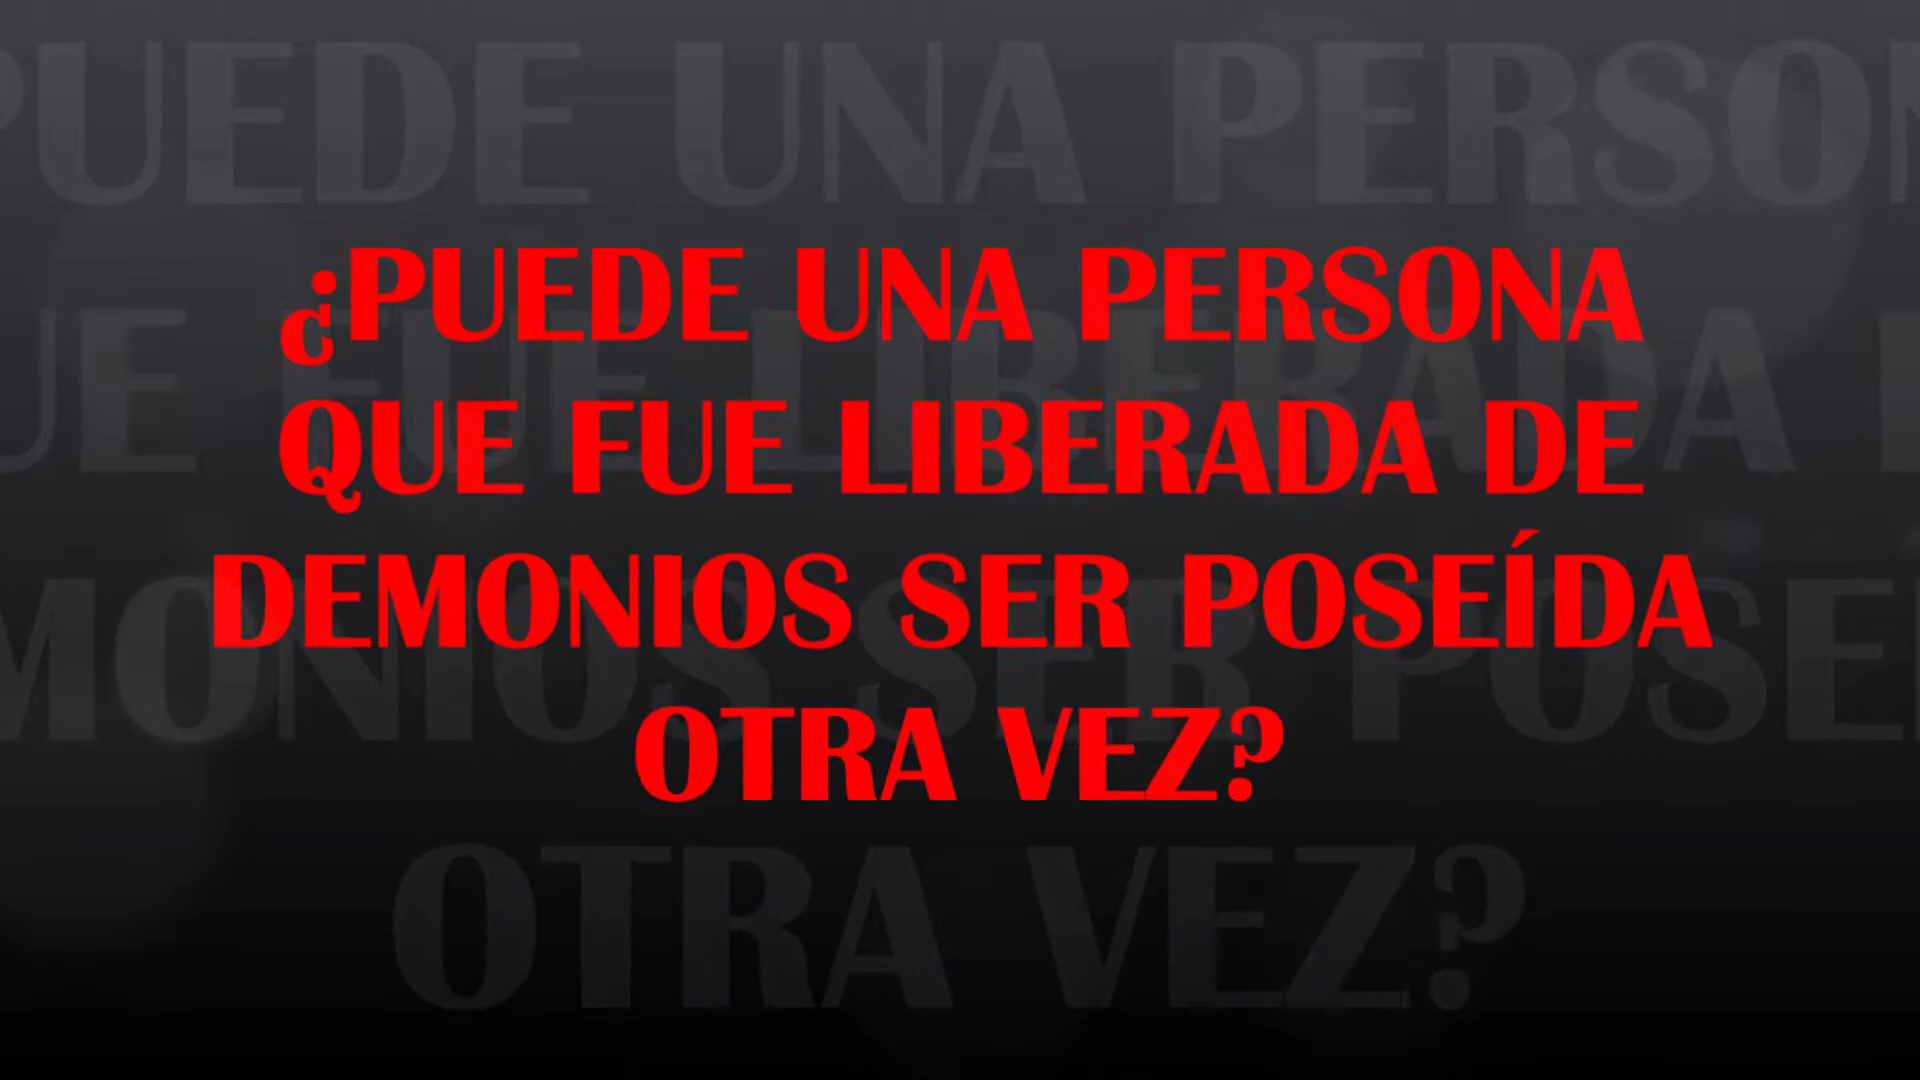 ¿PUEDE UNA PERSONA
QUE FUE LIBERADA DE
DEMONIOS SER POSEÍDA
OTRA VEZ?